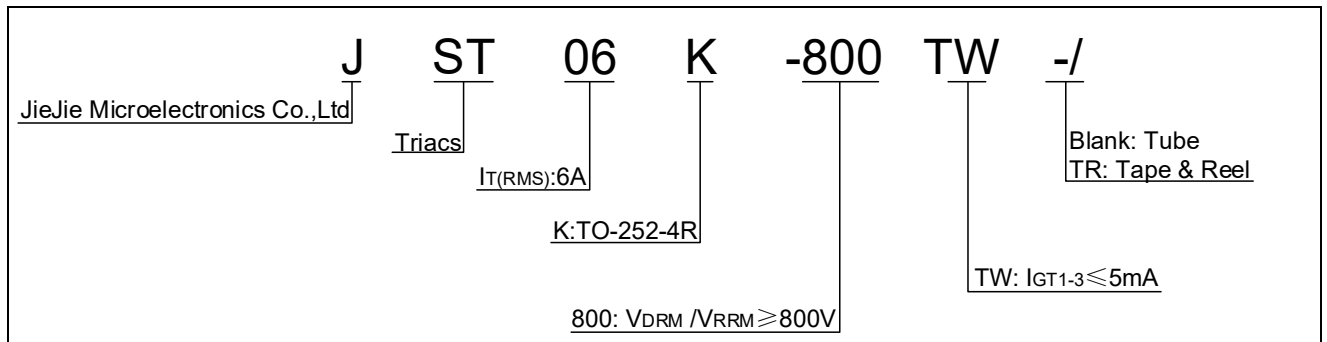 J ST 06 K -800 TW -/
JieJie Microelectronics Co.,Ltd
Triacs
Blank: Tube
TR: Tape & Reel
IT(RMS):6A
K:TO-252-4R
TW: IGT1-3≤5mA
800: VDRM /VRRM≥800V